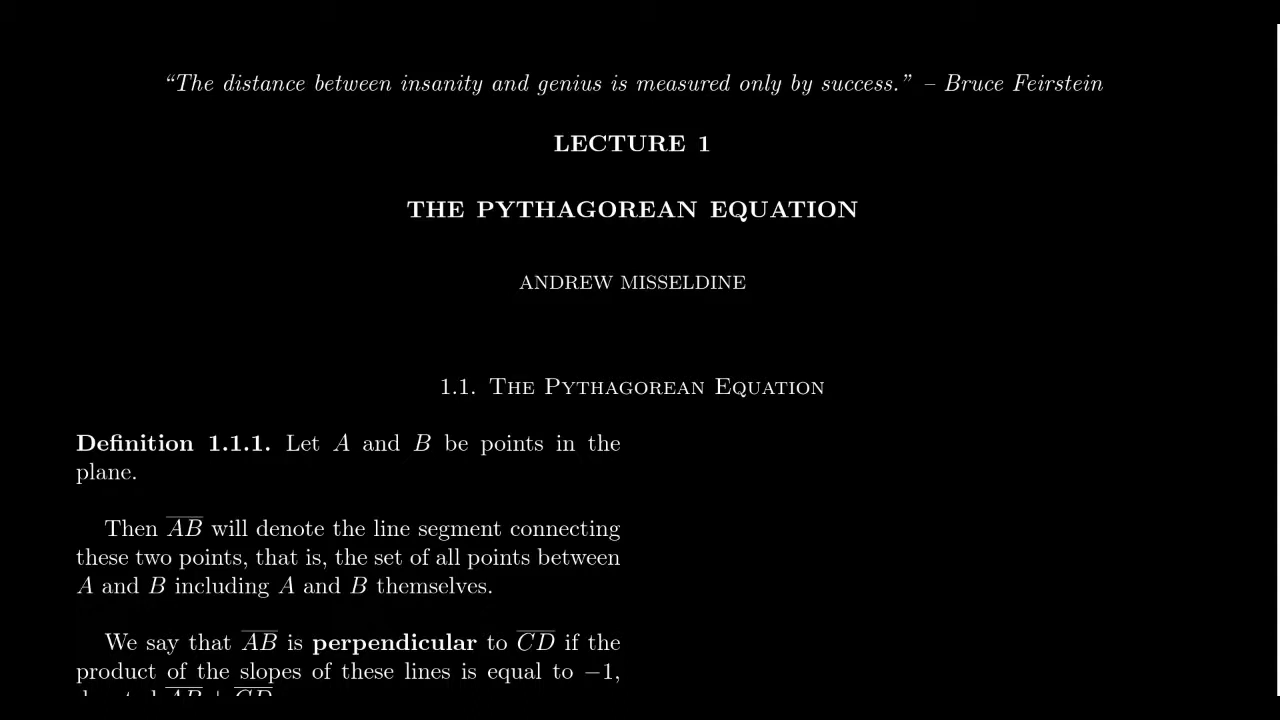 “The distance between insanity and genius is measured only by success.” – Bruce Feirstein
LECTURE 1
THE PYTHAGOREAN EQUATION
ANDREW MISSELDINE
1.1. The Pythagorean Equation
Definition 1.1.1. Let A and B be points in the
plane.
Then A̅B̅ will denote the line segment connecting
these two points, that is, the set of all points between
A and B including A and B themselves.
We say that A̅B̅ is perpendicular to C̅D̅ if the
product of the slopes of these lines is equal to −1,